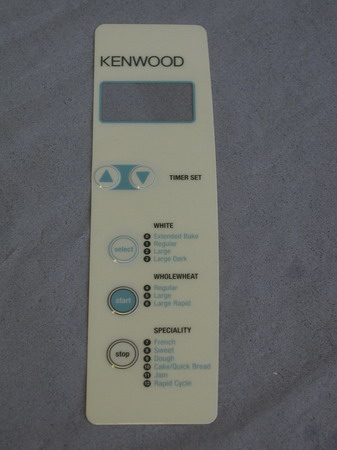 KENWOOD
TIMER SET
WHITE
0 Extended Bake
1 Regular
select
2 Large
3 Large Dark
WHOLEWHEAT
4 Regular
start
5 Large
6 Large Rapid
SPECIALITY
7 French
8 Sweet
stop
9 Dough
10 Cake/Quick Bread
11 Jam
12 Rapid Cycle